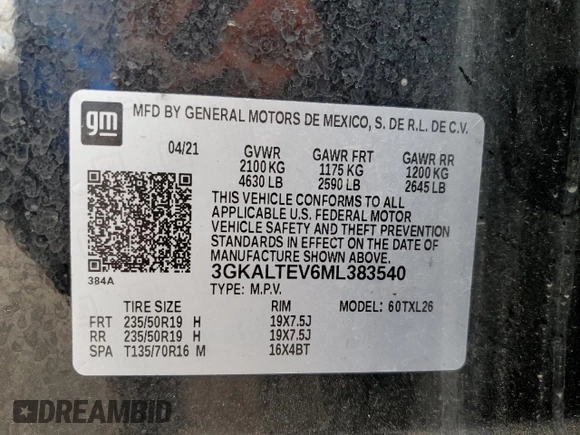 gm
MFD BY GENERAL MOTORS DE MEXICO, S. DE R.L. DE C.V.
04/21 GVWR GAWR FRT GAWR RR
2100 KG 1175 KG 1200 KG
4630 LB 2590 LB 2645 LB
THIS VEHICLE CONFORMS TO ALL
APPLICABLE U.S. FEDERAL MOTOR
VEHICLE SAFETY AND THEFT PREVENTION
STANDARDS IN EFFECT ON THE DATE OF
MANUFACTURE SHOWN ABOVE.
3GKALTEV6ML383540
384A
TYPE: M.P.V.
TIRE SIZE RIM MODEL: 60TXL26
FRT 235/50R19 H 19X7.5J
RR 235/50R19 H 19X7.5J
SPA T135/70R16 M 16X4BT
DREAMBID